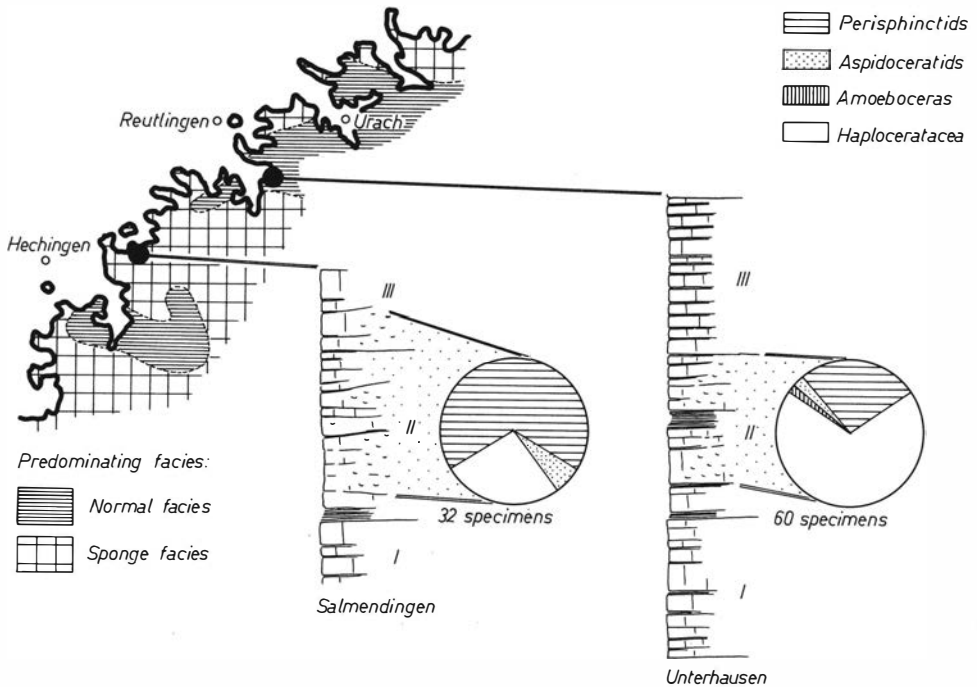 Perisphinctids
Aspidoceratids
Amoeboceras
Haploceratacea
Reutlingen
Urach
Hechingen
Predominating facies:
Normal facies
Sponge facies
III
II
I
32 specimens
Salmendingen
III
II
I
60 specimens
Unterhausen